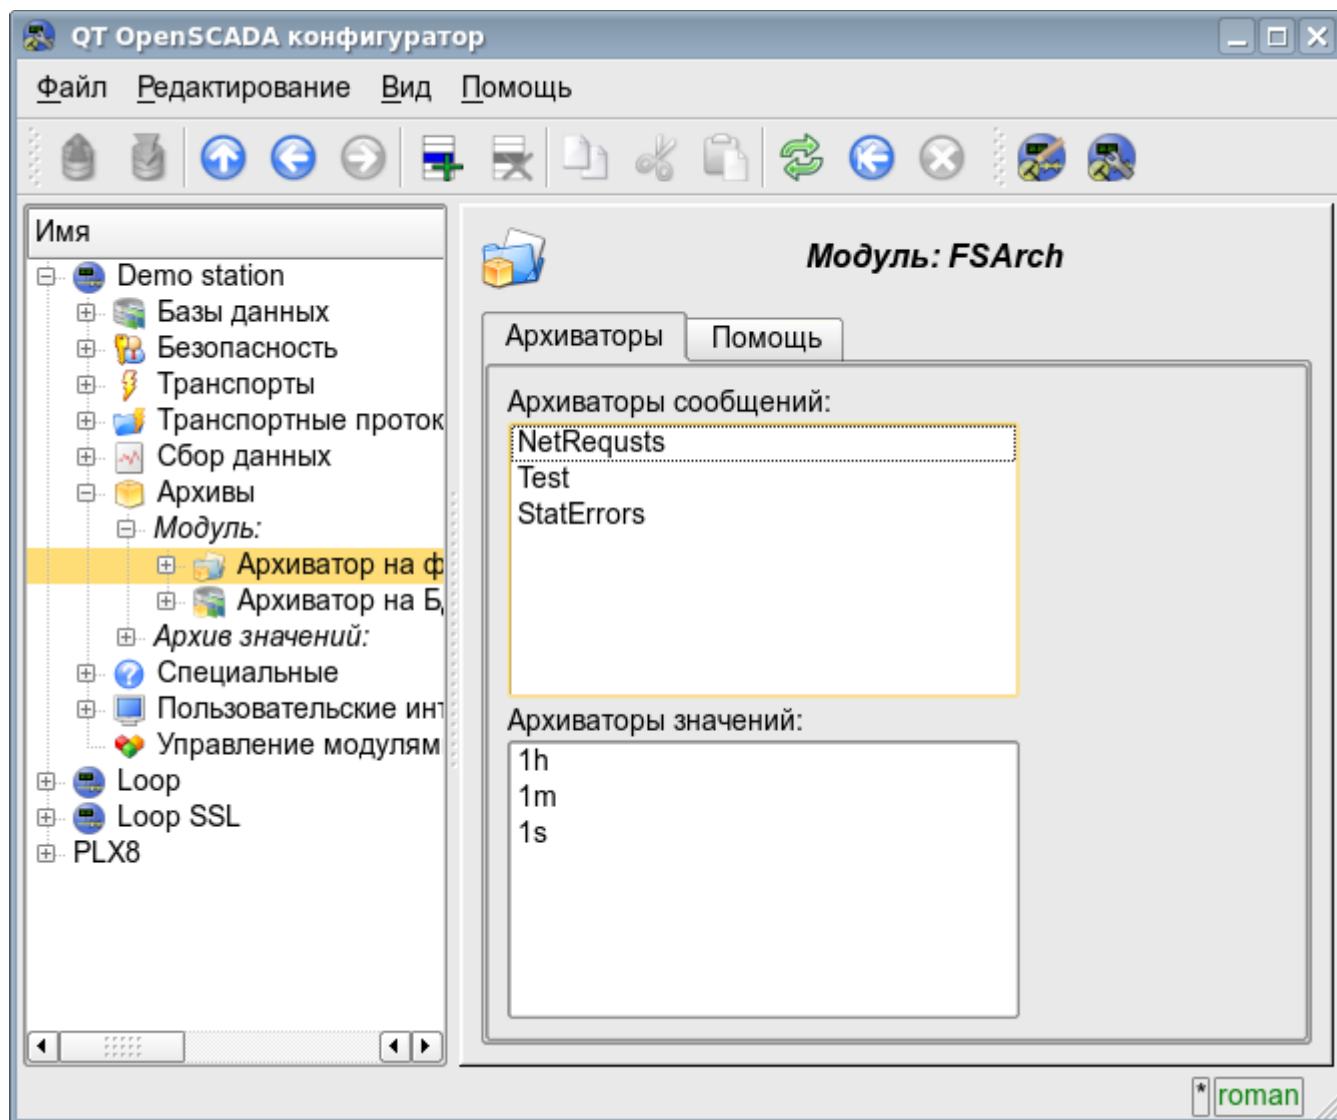 QT OpenSCADA конфигуратор
Файл Редактирование Вид Помощь
Имя
Demo station
Базы данных
Безопасность
Транспорты
Транспортные проток
Сбор данных
Архивы
Модуль:
Архиватор на ф
Архиватор на Б
Архив значений:
Специальные
Пользовательские инт
Управление модулям
Loop
Loop SSL
PLX8
Модуль: FSArch
Архиваторы Помощь
Архиваторы сообщений:
NetRequsts
Test
StatErrors
Архиваторы значений:
1h
1m
1s
* roman